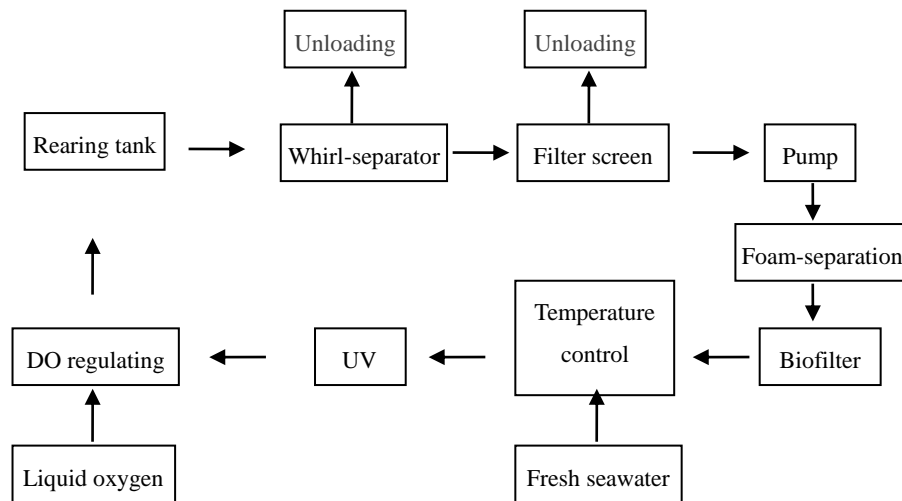 Unloading
Unloading
Rearing tank
Whirl-separator
Filter screen
Pump
Foam-separation
Temperature
control
DO regulating
UV
Biofilter
Liquid oxygen
Fresh seawater